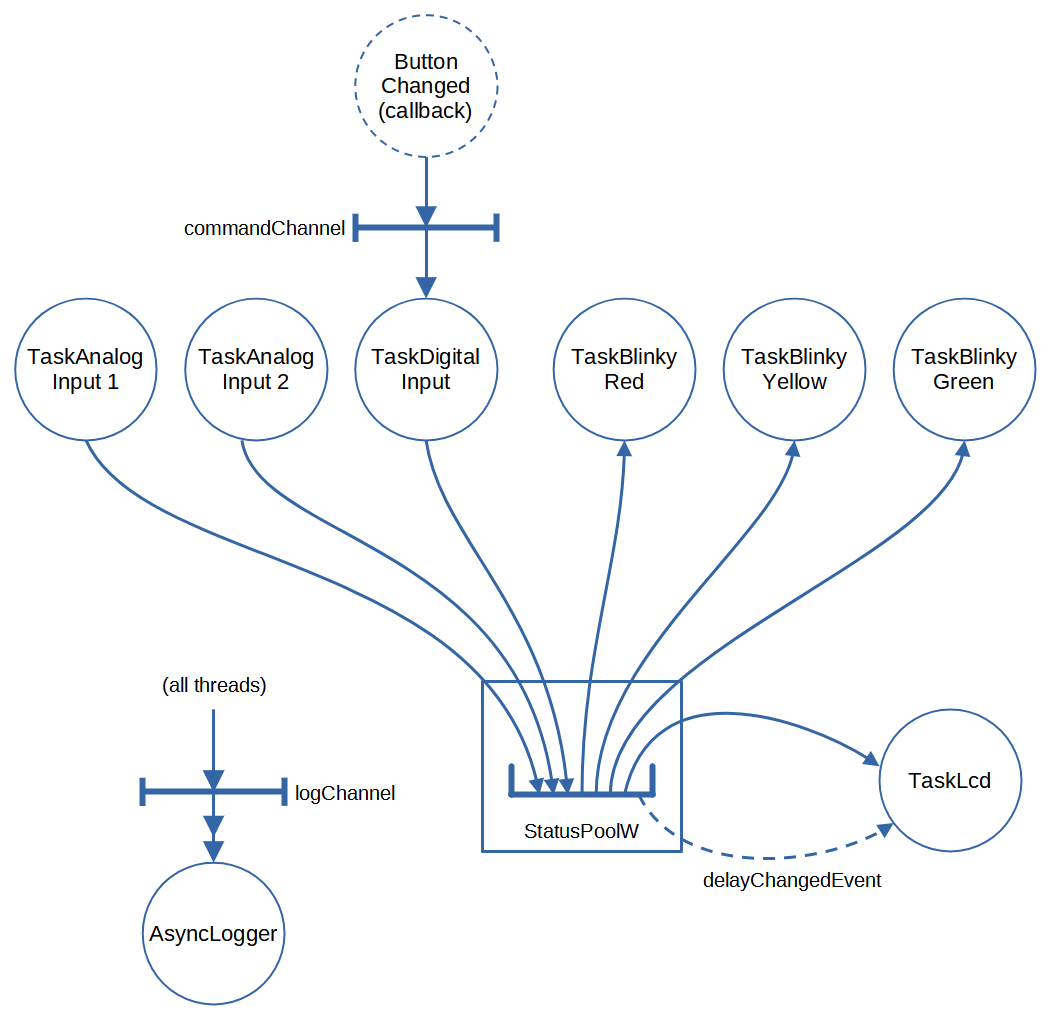 Button
Changed
(callback)
commandChannel
TaskAnalog
Input 1
TaskAnalog
Input 2
TaskDigital
Input
TaskBlinky
Red
TaskBlinky
Yellow
TaskBlinky
Green
(all threads)
logChannel
AsyncLogger
StatusPoolW
delayChangedEvent
TaskLcd